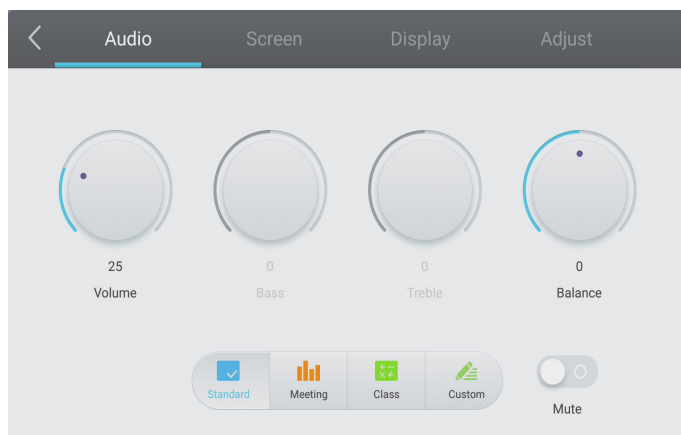 Audio Screen Display Adjust
25 0 0 0
Volume Bass Treble Balance
Standard Meeting Class Custom
Mute